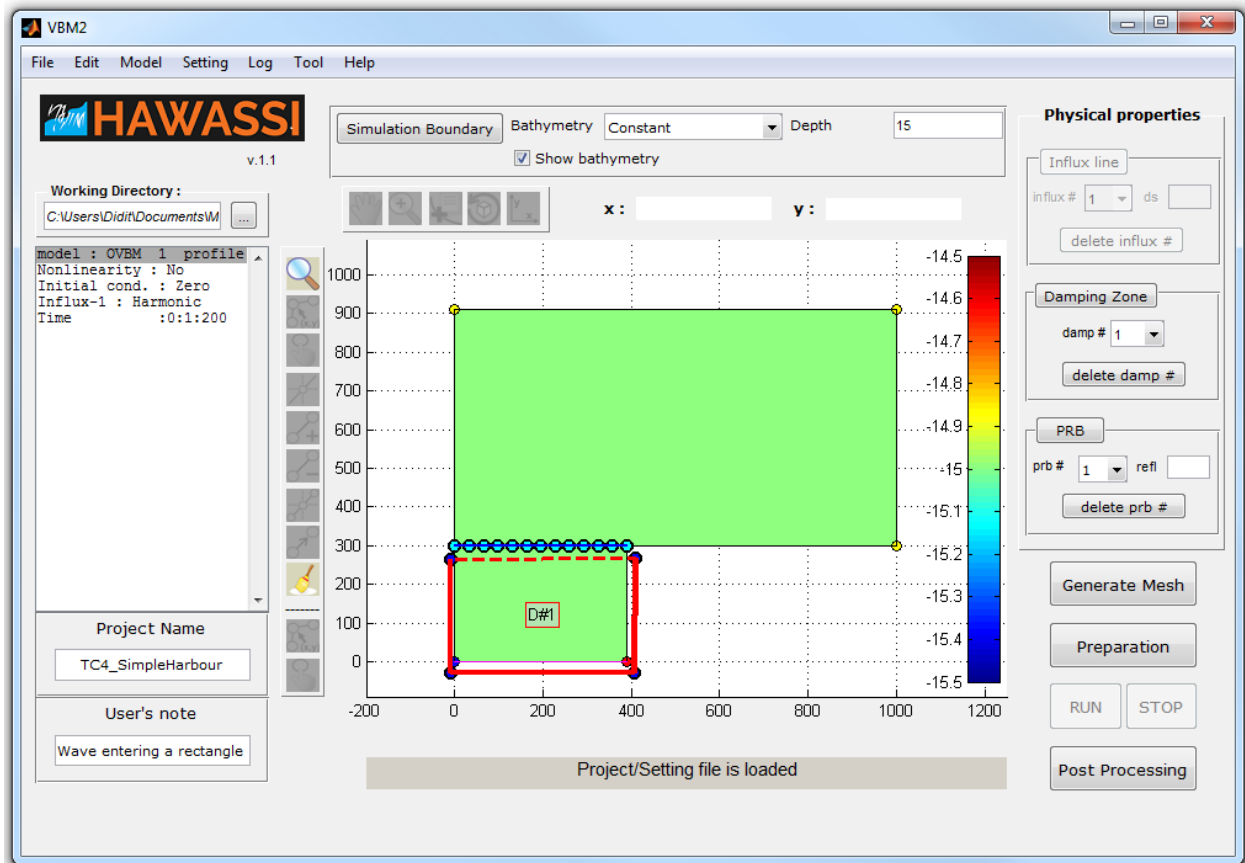 VBM2
File Edit Model Setting Log Tool Help
HAWASSI
v.1.1
Simulation Boundary Bathymetry Constant Depth 15
Show bathymetry
Physical properties
Influx line
influx # 1 ds
delete influx #
Working Directory :
C:\Users\Didit\Documents\M ...
x : y :
model : OVBM 1 profile
Nonlinearity : No
Initial cond. : Zero
Influx-1 : Harmonic
Time :0:1:200
(x,y)
y
x
1000
900
800
700
600
500
400
300
200
100
0
D#1
-200 0 200 400 600 800 1000 1200
-14.5
-14.6
-14.7
-14.8
-14.9
-15
-15.1
-15.2
-15.3
-15.4
-15.5
Damping Zone
damp # 1
delete damp #
PRB
prb # 1 refl
delete prb #
Generate Mesh
Preparation
RUN STOP
Post Processing
Project Name
TC4_SimpleHarbour
User's note
Wave entering a rectangle
Project/Setting file is loaded